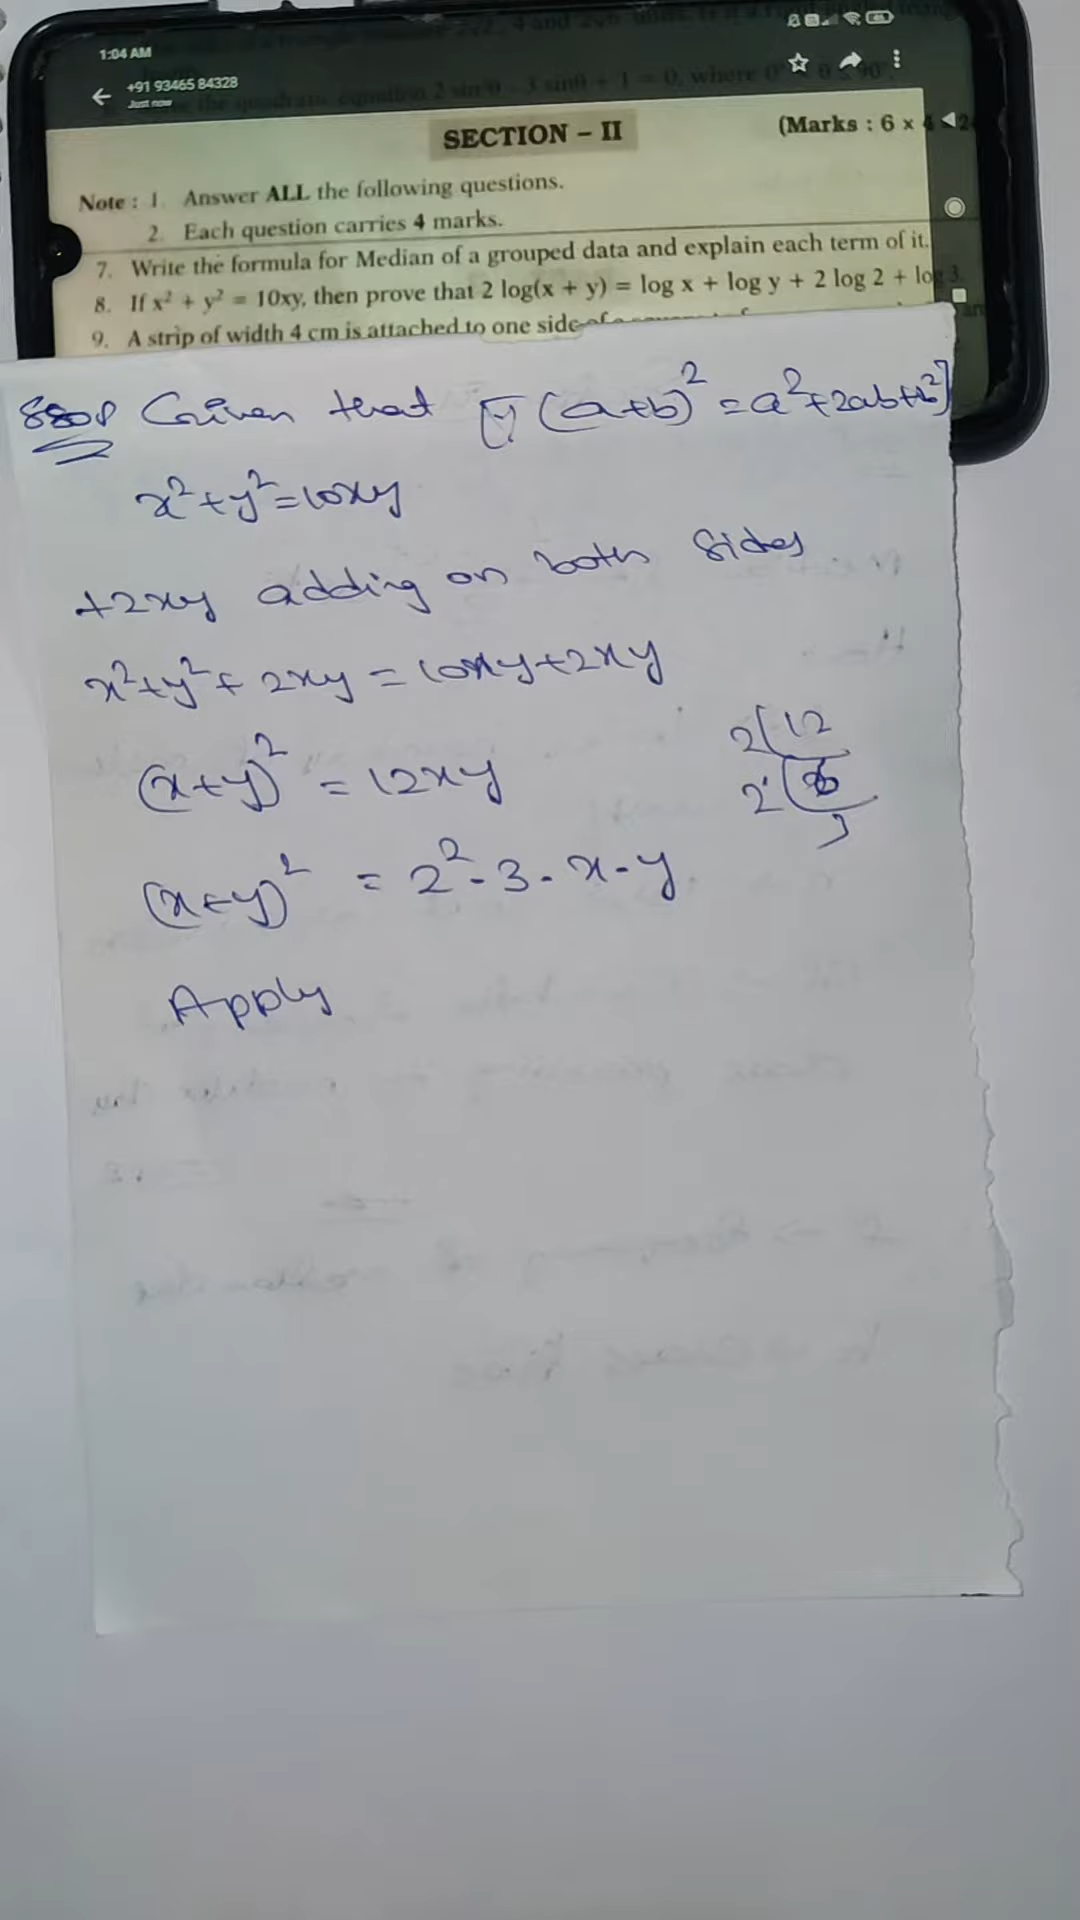 1:04 AM
+91 93465 84328
Just now
SECTION – II
(Marks : 6 x 4
Note : 1. Answer ALL the following questions.
2. Each question carries 4 marks.
7. Write the formula for Median of a grouped data and explain each term of it.
8. If x² + y² = 10xy, then prove that 2 log(x + y) = log x + log y + 2 log 2 + log 3.
9. A strip of width 4 cm is attached to one side of a square
Given that [∵ (a+b)² = a²+2ab+b²]
x²+y²=10xy
+2xy adding on both sides
x²+y²+2xy = 10xy+2xy
(x+y)² = 12xy
2 12
2 6
3
(x+y)² = 2² . 3 . x . y
Apply